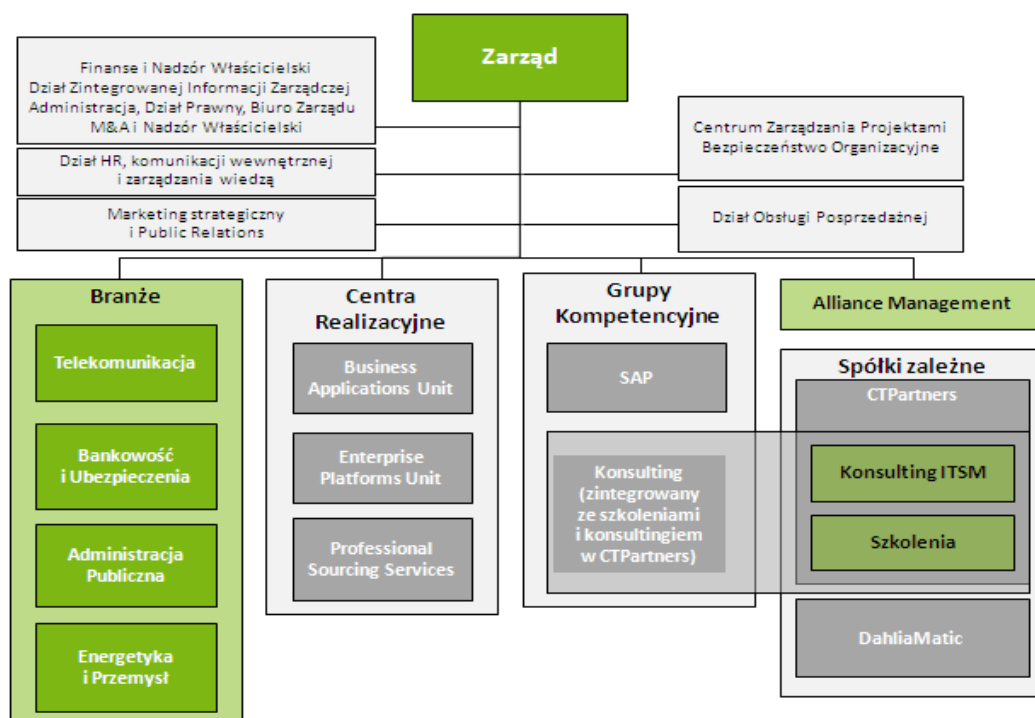 Zarząd
Finanse i Nadzór Właścicielski
Dział Zintegrowanej Informacji Zarządczej
Administracja, Dział Prawny, Biuro Zarządu
M&A i Nadzór Właścicielski
Centrum Zarządzania Projektami
Bezpieczeństwo Organizacyjne
Dział HR, komunikacji wewnętrznej
i zarządzania wiedzą
Marketing strategiczny
i Public Relations
Dział Obsługi Posprzedażnej
Branże
Telekomunikacja
Bankowość
i Ubezpieczenia
Administracja
Publiczna
Energetyka
i Przemysł
Centra
Realizacyjne
Business
Applications Unit
Enterprise
Platforms Unit
Professional
Sourcing Services
Grupy
Kompetencyjne
SAP
Konsulting
(zintegrowany
ze szkoleniami
i konsultingiem
w CTPartners)
Alliance Management
Spółki zależne
CTPartners
Konsulting ITSM
Szkolenia
DahliaMatic